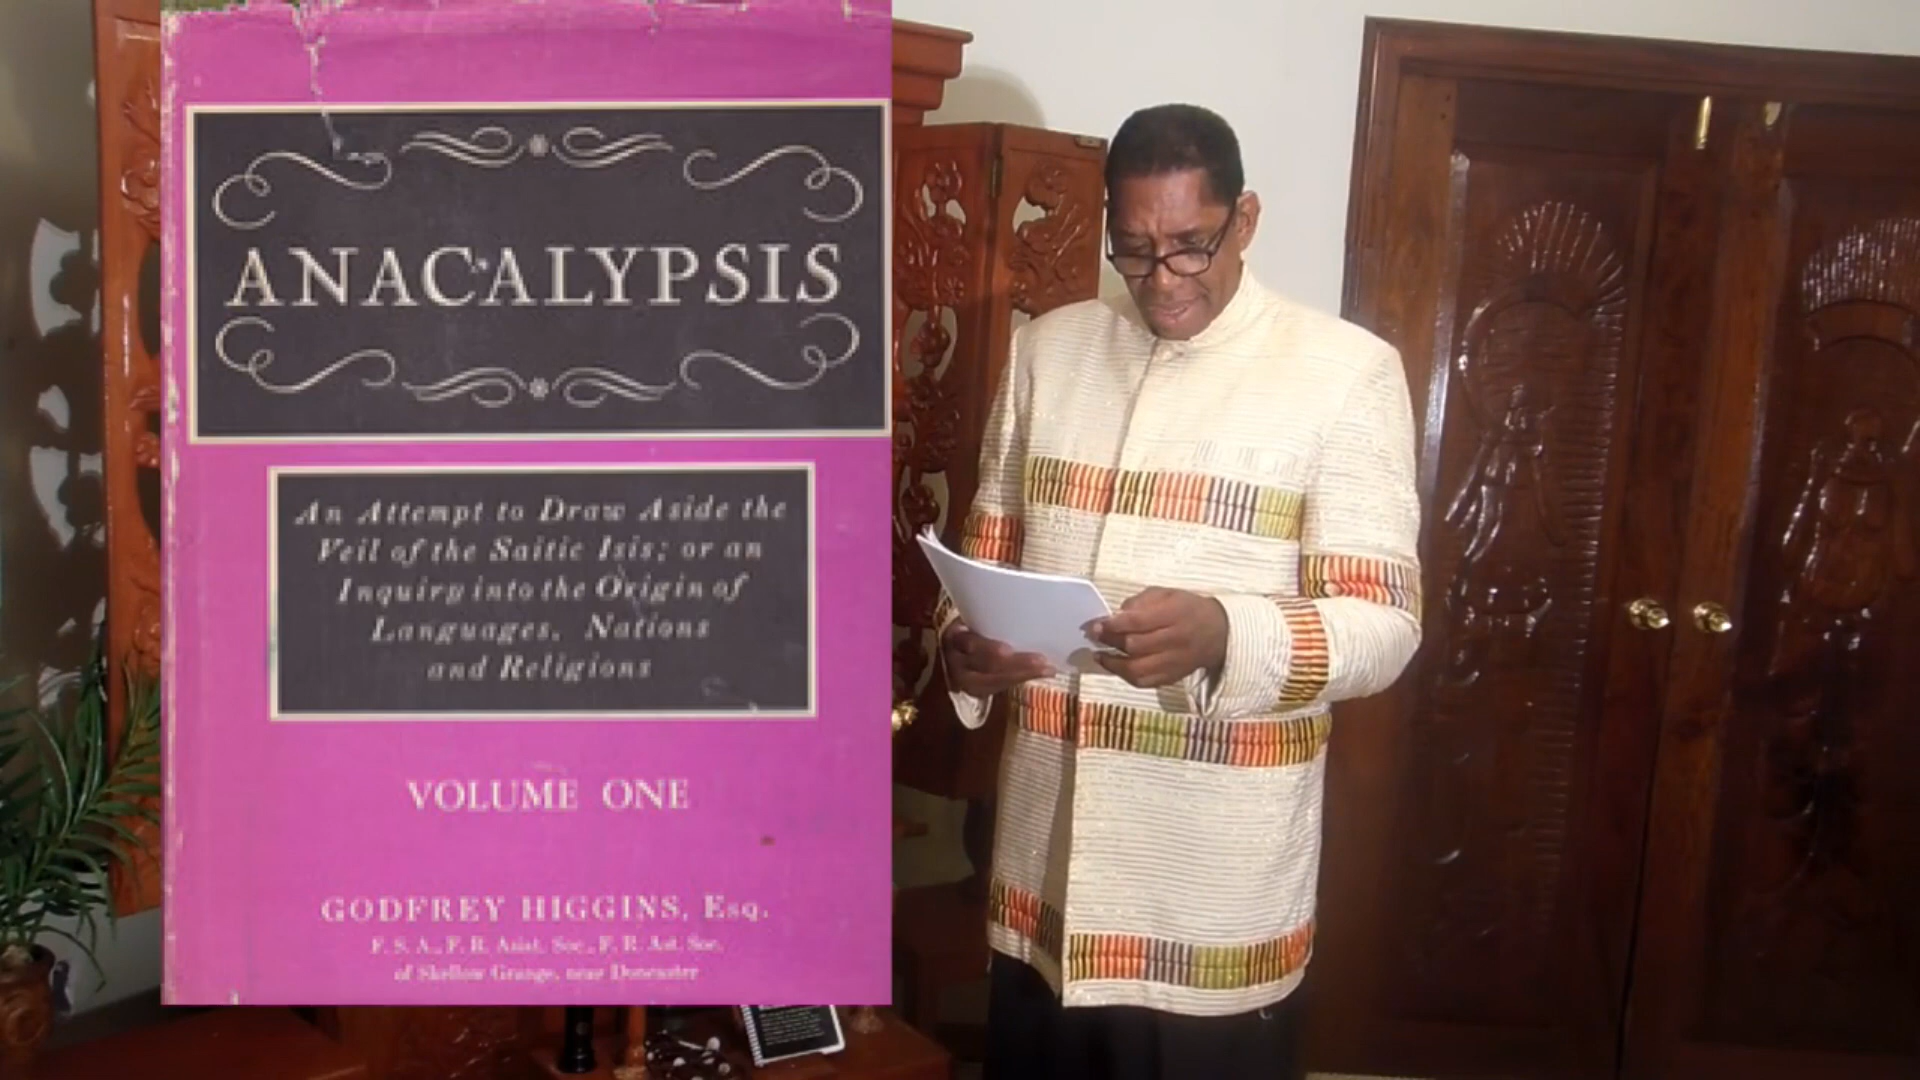 ANACALYPSIS
An Attempt to Draw Aside the
Veil of the Saitic Isis; or an
Inquiry into the Origin of
Languages, Nations
and Religions
VOLUME ONE
GODFREY HIGGINS, Esq.
F. S. A., F. R. Asiat. Soc., F. R. Ast. Soc.
of Skellow Grange, near Doncaster